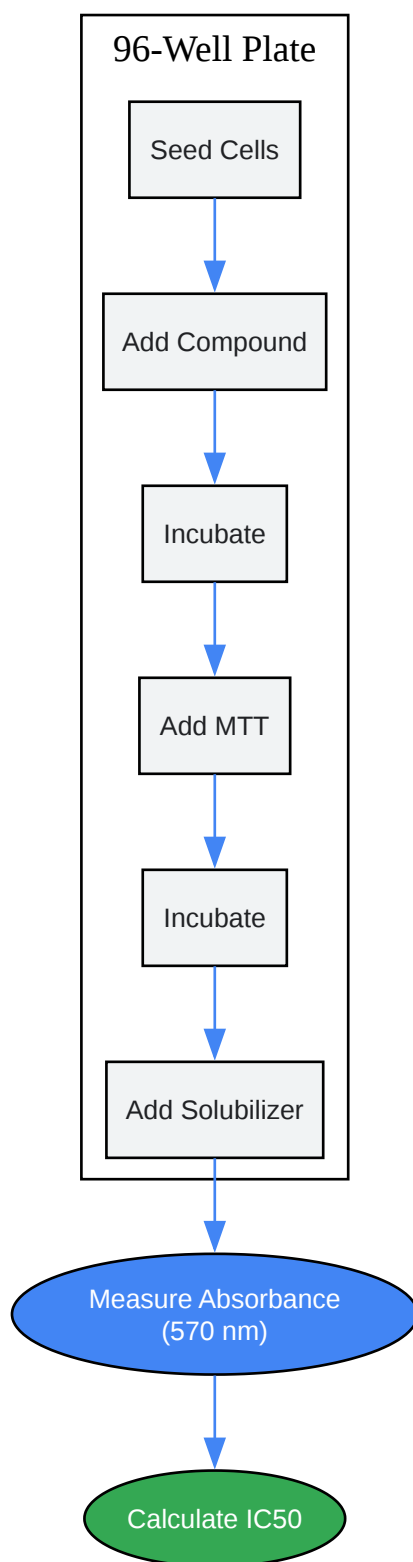 96-Well Plate
Seed Cells
Add Compound
Incubate
Add MTT
Incubate
Add Solubilizer
Measure Absorbance
(570 nm)
Calculate IC50